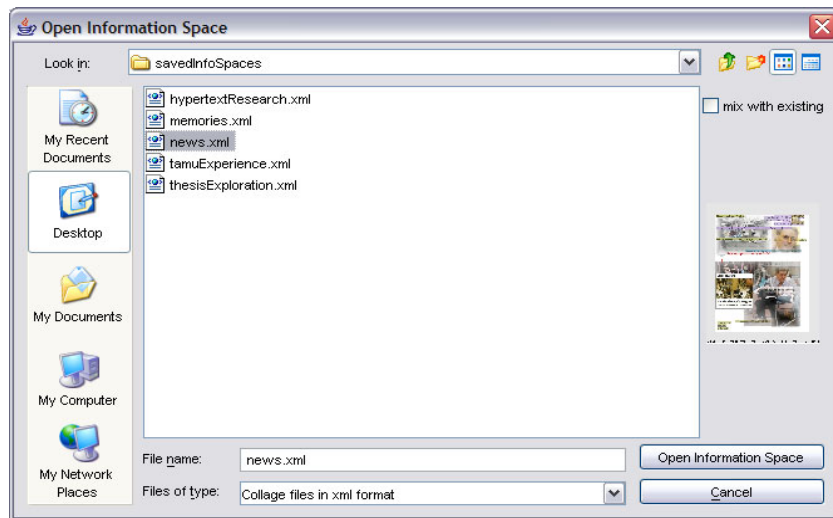 Open Information Space
Look in:
savedInfoSpaces
My Recent
Documents
Desktop
My Documents
My Computer
My Network
Places
hypertextResearch.xml
memories.xml
news.xml
tamuExperience.xml
thesisExploration.xml
mix with existing
File name:
news.xml
Open Information Space
Files of type:
Collage files in xml format
Cancel